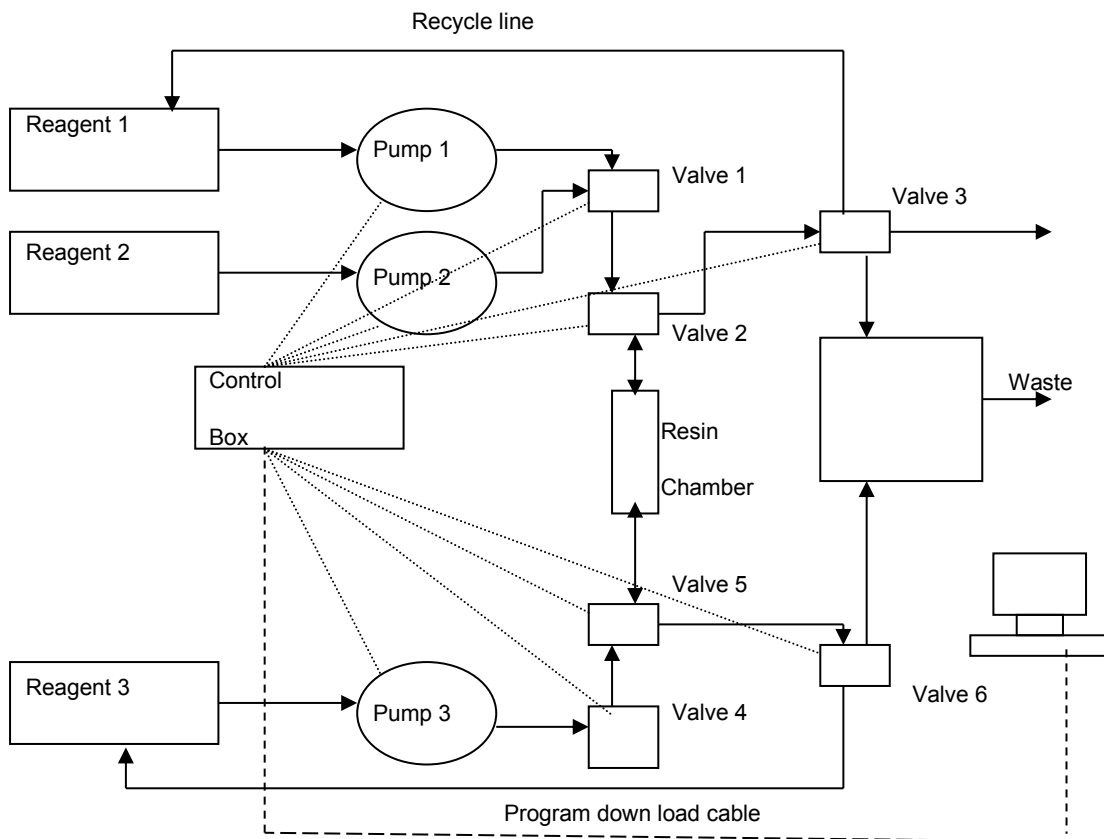 Recycle line
Reagent 1
Pump 1
Valve 1
Valve 3
Reagent 2
Pump 2
Valve 2
Control
Box
Waste
Resin
Chamber
Valve 5
Reagent 3
Pump 3
Valve 4
Valve 6
Program down load cable